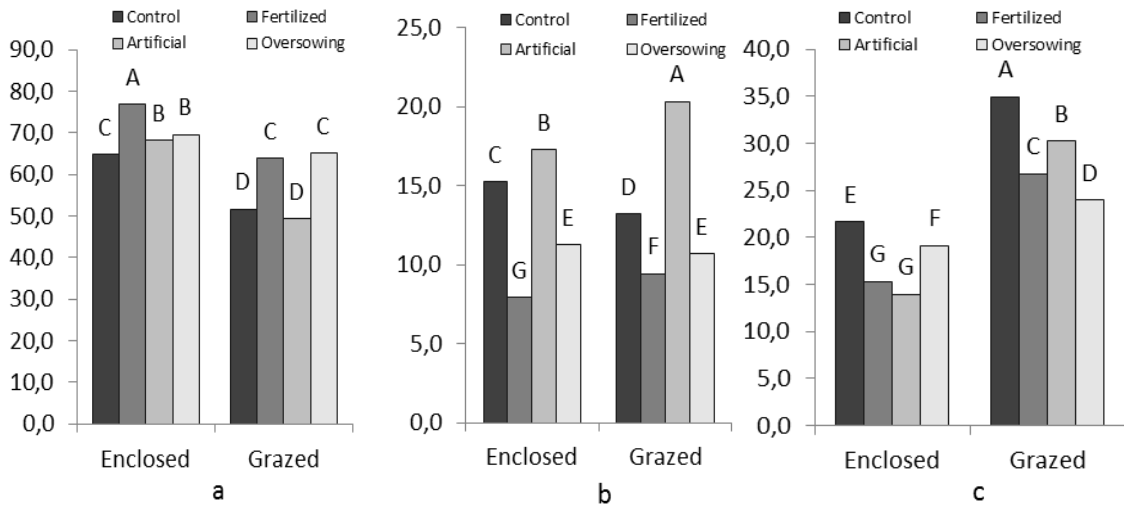 Control Fertilized
Artificial Oversowing
90,0
80,0
70,0
60,0
50,0
40,0
30,0
20,0
10,0
0,0
C A B B D C D C
Enclosed Grazed
a
Control Fertilized
Artificial Oversowing
25,0
20,0
15,0
10,0
5,0
0,0
C G B E D F A E
Enclosed Grazed
b
Control Fertilized
Artificial Oversowing
40,0
35,0
30,0
25,0
20,0
15,0
10,0
5,0
0,0
E G G F A C B D
Enclosed Grazed
c